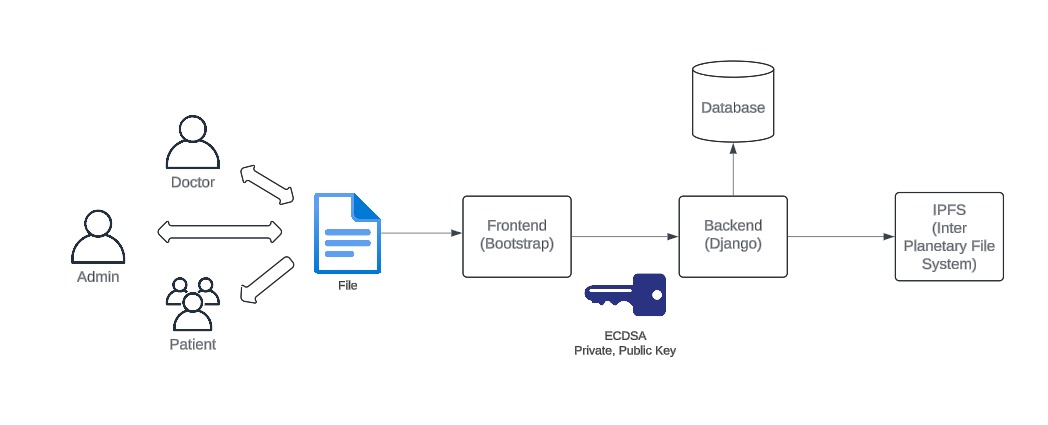 Doctor
Admin
Patient
File
Frontend
(Bootstrap)
ECDSA
Private, Public Key
Database
Backend
(Django)
IPFS
(Inter
Planetary File
System)